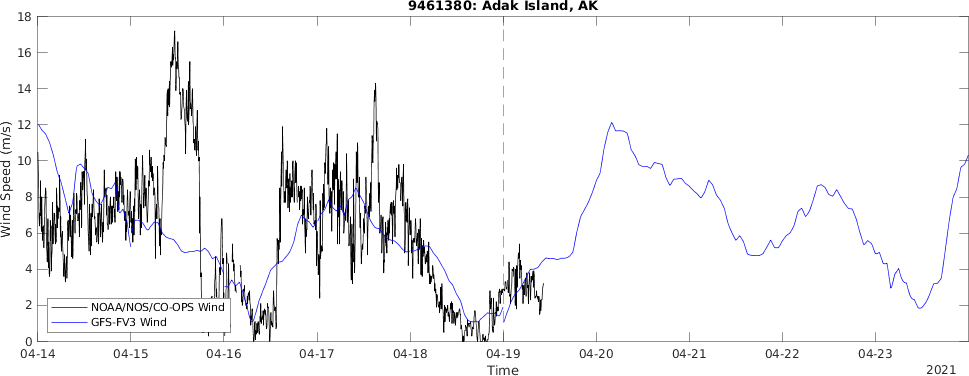 9461380: Adak Island, AK
18
16
14
12
10
8
6
4
2
0
Wind Speed (m/s)
NOAA/NOS/CO-OPS Wind
GFS-FV3 Wind
04-14 04-15 04-16 04-17 04-18 04-19 04-20 04-21 04-22 04-23
Time
2021